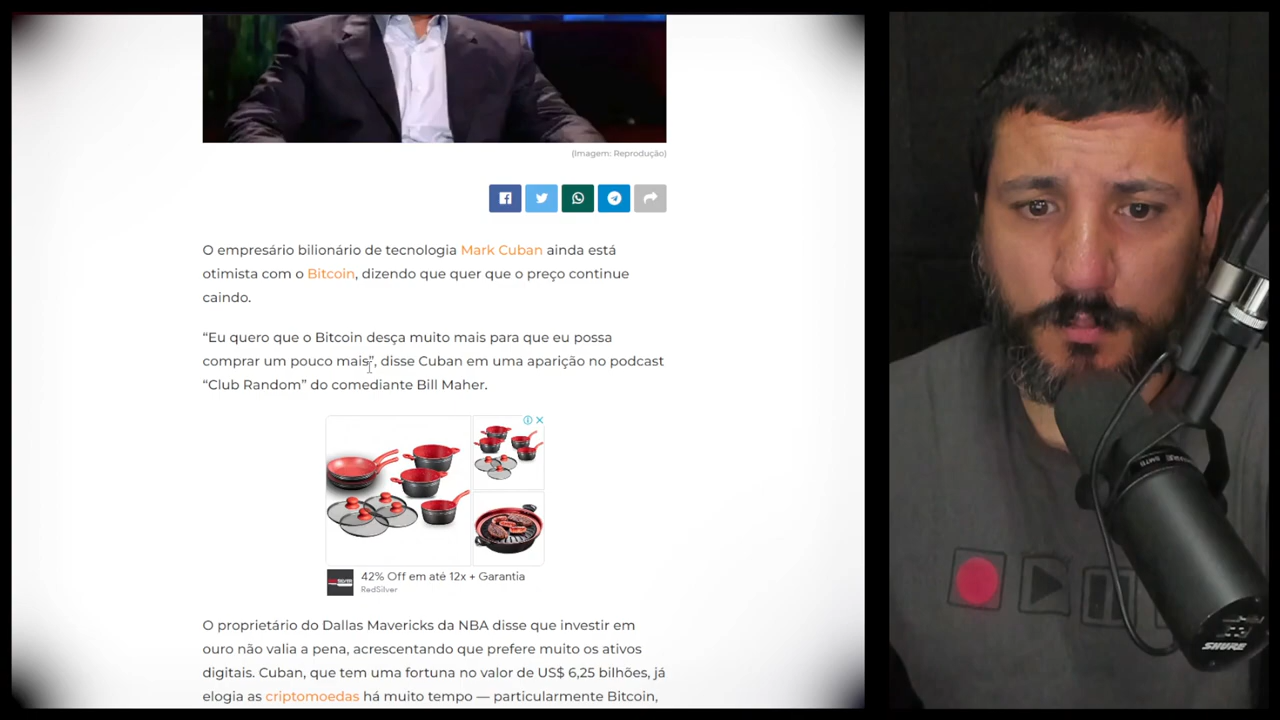 (Imagem: Reprodução)
O empresário bilionário de tecnologia Mark Cuban ainda está
otimista com o Bitcoin, dizendo que quer que o preço continue
caindo.
“Eu quero que o Bitcoin desça muito mais para que eu possa
comprar um pouco mais”, disse Cuban em uma aparição no podcast
“Club Random” do comediante Bill Maher.
42% Off em até 12x + Garantia
RedSilver
O proprietário do Dallas Mavericks da NBA disse que investir em
ouro não valia a pena, acrescentando que prefere muito os ativos
digitais. Cuban, que tem uma fortuna no valor de US$ 6,25 bilhões, já
elogia as criptomoedas há muito tempo — particularmente Bitcoin,
SHURE